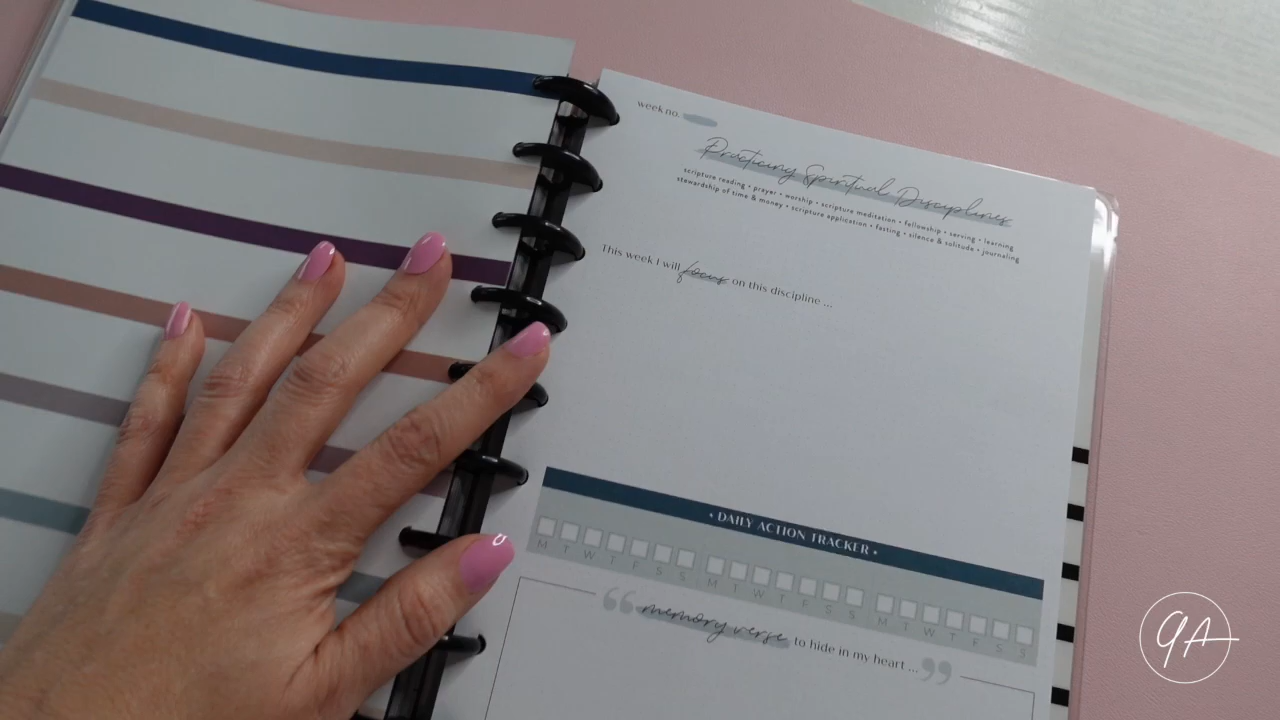 week no.
Practicing Spiritual Disciplines
scripture reading • prayer • worship • scripture meditation • fellowship • serving • learning
stewardship of time & money • scripture application • fasting • silence & solitude • journaling
This week I will focus on this discipline ...
• DAILY ACTION TRACKER •
M T W T F S S M T W T F S S M T W T F S S
“ memory verse to hide in my heart ... ”
9A